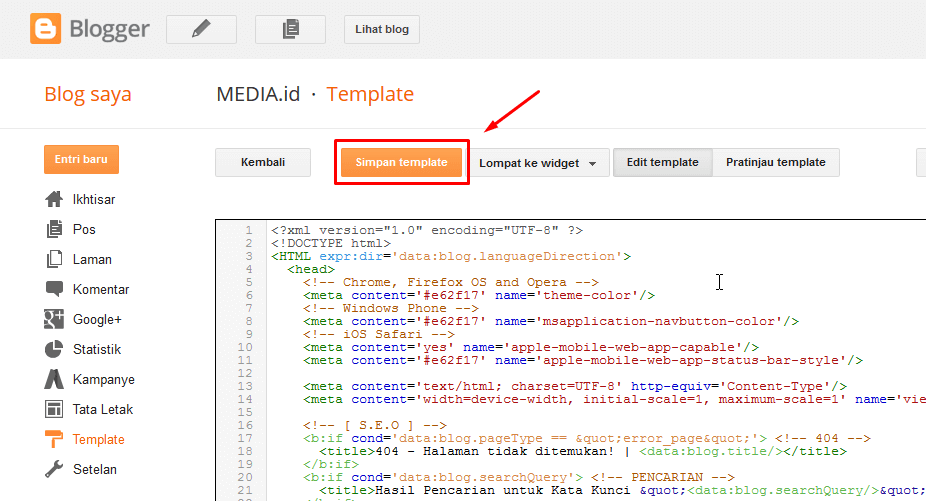 Blogger
Lihat blog
Blog saya
MEDIA.id · Template
Entri baru
Kembali
Simpan template
Lompat ke widget
Edit template
Pratinjau template
Ikhtisar
Pos
Laman
Komentar
Google+
Statistik
Kampanye
Tata Letak
Template
Setelan
1 <?xml version="1.0" encoding="UTF-8" ?>
2 <!DOCTYPE html>
3 <HTML expr:dir='data:blog.languageDirection'>
4 <head>
5 <!-- Chrome, Firefox OS and Opera -->
6 <meta content='#e62f17' name='theme-color'/>
7 <!-- Windows Phone -->
8 <meta content='#e62f17' name='msapplication-navbutton-color'/>
9 <!-- iOS Safari -->
10 <meta content='yes' name='apple-mobile-web-app-capable'/>
11 <meta content='#e62f17' name='apple-mobile-web-app-status-bar-style'/>
12
13 <meta content='text/html; charset=UTF-8' http-equiv='Content-Type'/>
14 <meta content='width=device-width, initial-scale=1, maximum-scale=1' name='vie
15
16 <!-- [ S.E.O ] -->
17 <b:if cond='data:blog.pageType == &quot;error_page&quot;'> <!-- 404 -->
18 <title>404 - Halaman tidak ditemukan! | <data:blog.title/></title>
19 </b:if>
20 <b:if cond='data:blog.searchQuery'> <!-- PENCARIAN -->
21 <title>Hasil Pencarian untuk Kata Kunci &quot;<data:blog.searchQuery/>&quot;